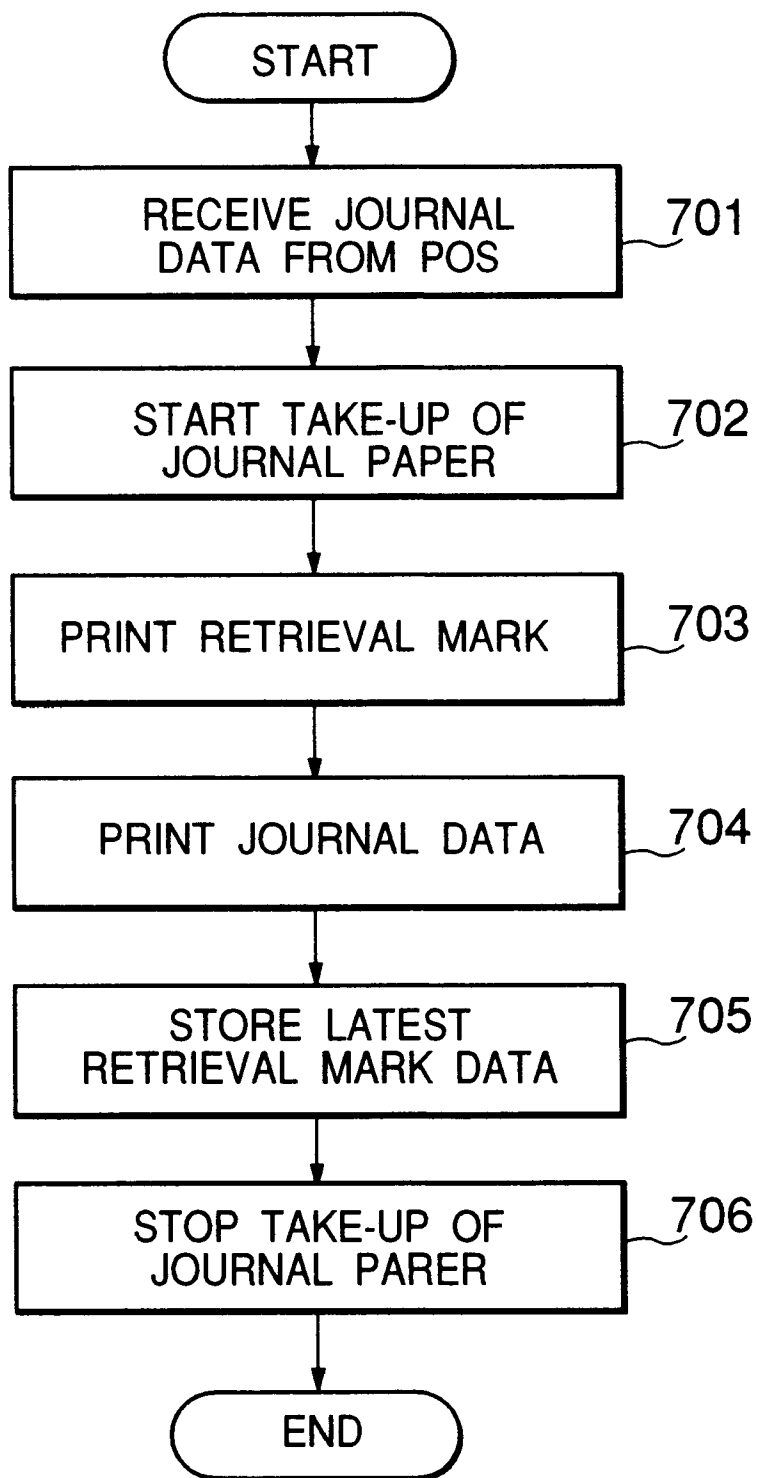 START
RECEIVE JOURNAL
DATA FROM POS
701
START TAKE-UP OF
JOURNAL PAPER
702
PRINT RETRIEVAL MARK
703
PRINT JOURNAL DATA
704
STORE LATEST
RETRIEVAL MARK DATA
705
STOP TAKE-UP OF
JOURNAL PARER
706
END